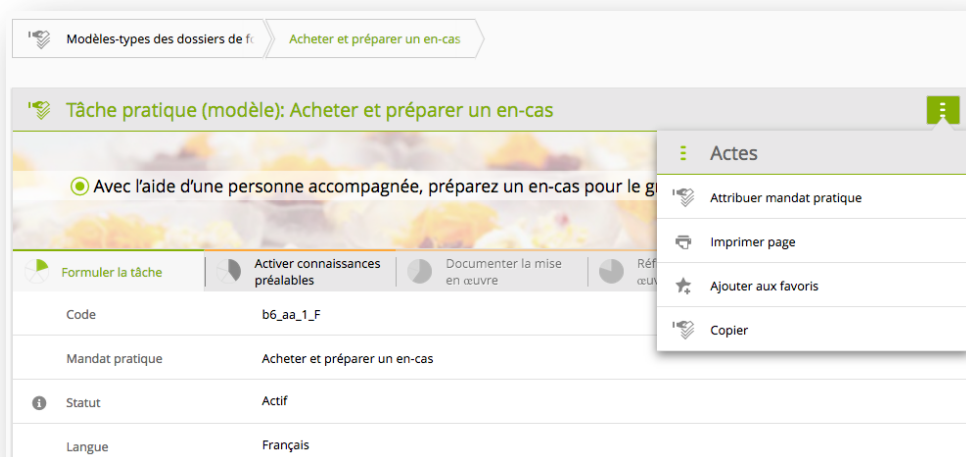 Modèles-types des dossiers de fo
Acheter et préparer un en-cas
Tâche pratique (modèle): Acheter et préparer un en-cas
Actes
Avec l’aide d’une personne accompagnée, préparez un en-cas pour le
Attribuer mandat pratique
Imprimer page
Formuler la tâche
Activer connaissances
préalables
Documenter la mise
en œuvre
Ajouter aux favoris
Code
b6_aa_1_F
Copier
Mandat pratique
Acheter et préparer un en-cas
Statut
Actif
Langue
Français